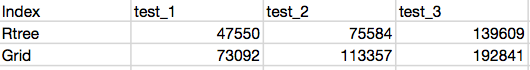 Index test_1 test_2 test_3
Rtree 47550 75584 139609
Grid 73092 113357 192841